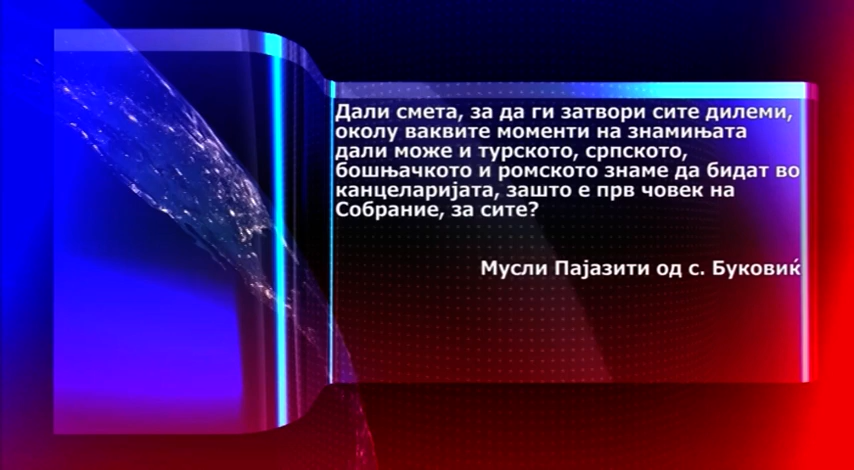 Дали смета, за да ги затвори сите дилеми,
околу ваквите моменти на знамињата
дали може и турското, српското,
бошњачкото и ромското знаме да бидат во
канцеларијата, зашто е прв човек на
Собрание, за сите?
Мусли Пајазити од с. Буковиќ